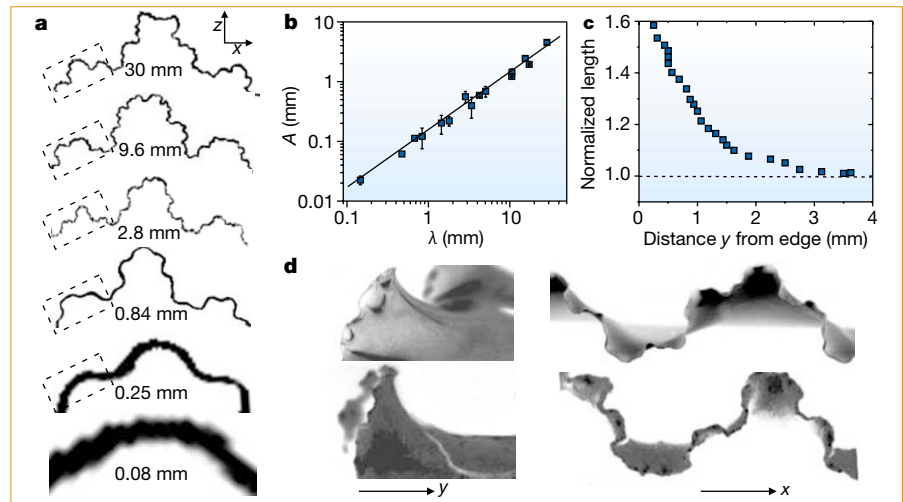 a
z
x
30 mm
9.6 mm
2.8 mm
0.84 mm
0.25 mm
0.08 mm
b
A (mm)
10
1
0.1
0.01
0.1
1
10
λ (mm)
c
Normalized length
1.6
1.4
1.2
1.0
0
1
2
3
4
Distance y from edge (mm)
d
y
x